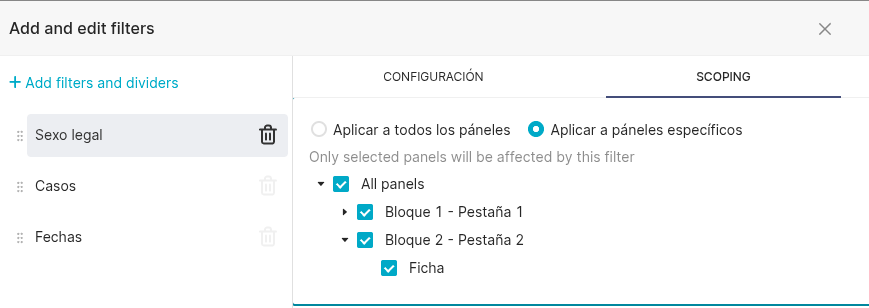 Add and edit filters
+ Add filters and dividers
Sexo legal
Casos
Fechas
CONFIGURACIÓN
SCOPING
Aplicar a todos los páneles
Aplicar a páneles específicos
Only selected panels will be affected by this filter
All panels
Bloque 1 - Pestaña 1
Bloque 2 - Pestaña 2
Ficha